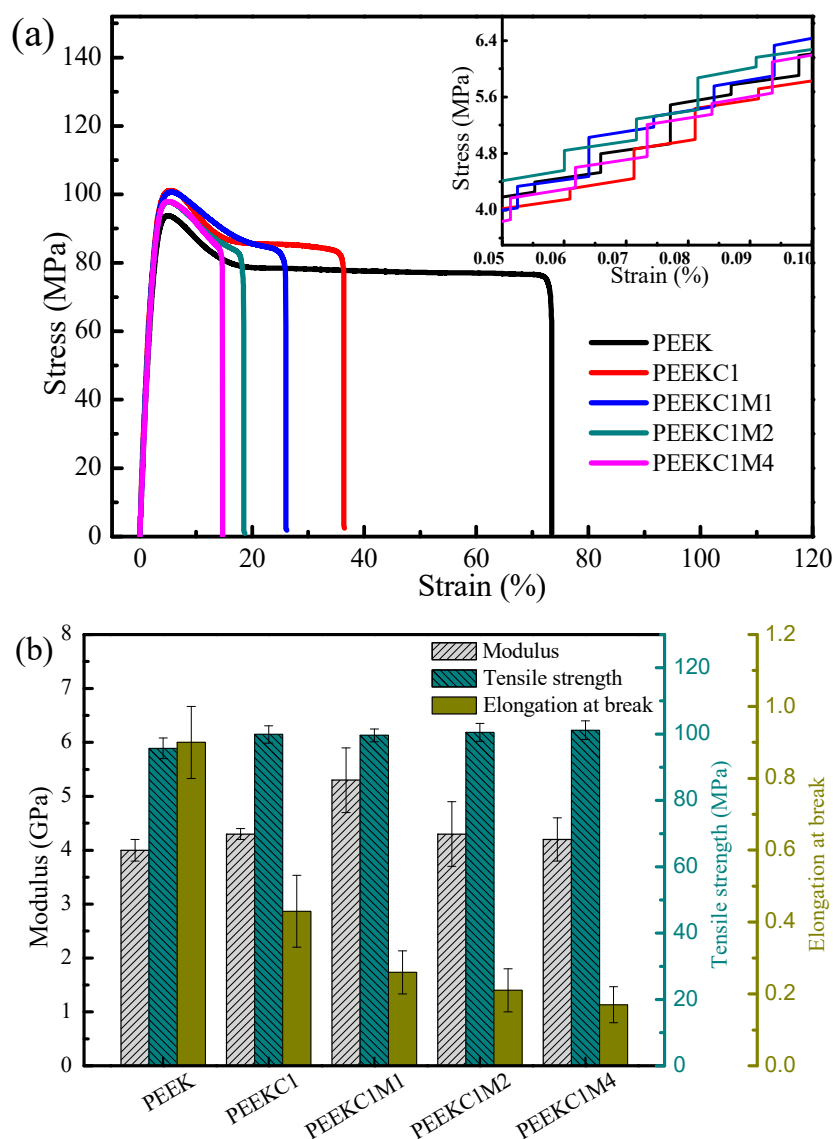 (a)
140
120
100
80
60
40
20
0
Stress (MPa)
0 20 40 60 80 100 120
Strain (%)
6.4
5.6
4.8
4.0
Stress (MPa)
0.05 0.06 0.07 0.08 0.09 0.10
Strain (%)
PEEK
PEEKC1
PEEKC1M1
PEEKC1M2
PEEKC1M4
(b)
8
7
6
5
4
3
2
1
0
Modulus (GPa)
Modulus
Tensile strength
Elongation at break
PEEK PEEKC1 PEEKC1M1 PEEKC1M2 PEEKC1M4
120
100
80
60
40
20
0
Tensile strength (MPa)
1.2
1.0
0.8
0.6
0.4
0.2
0.0
Elongation at break